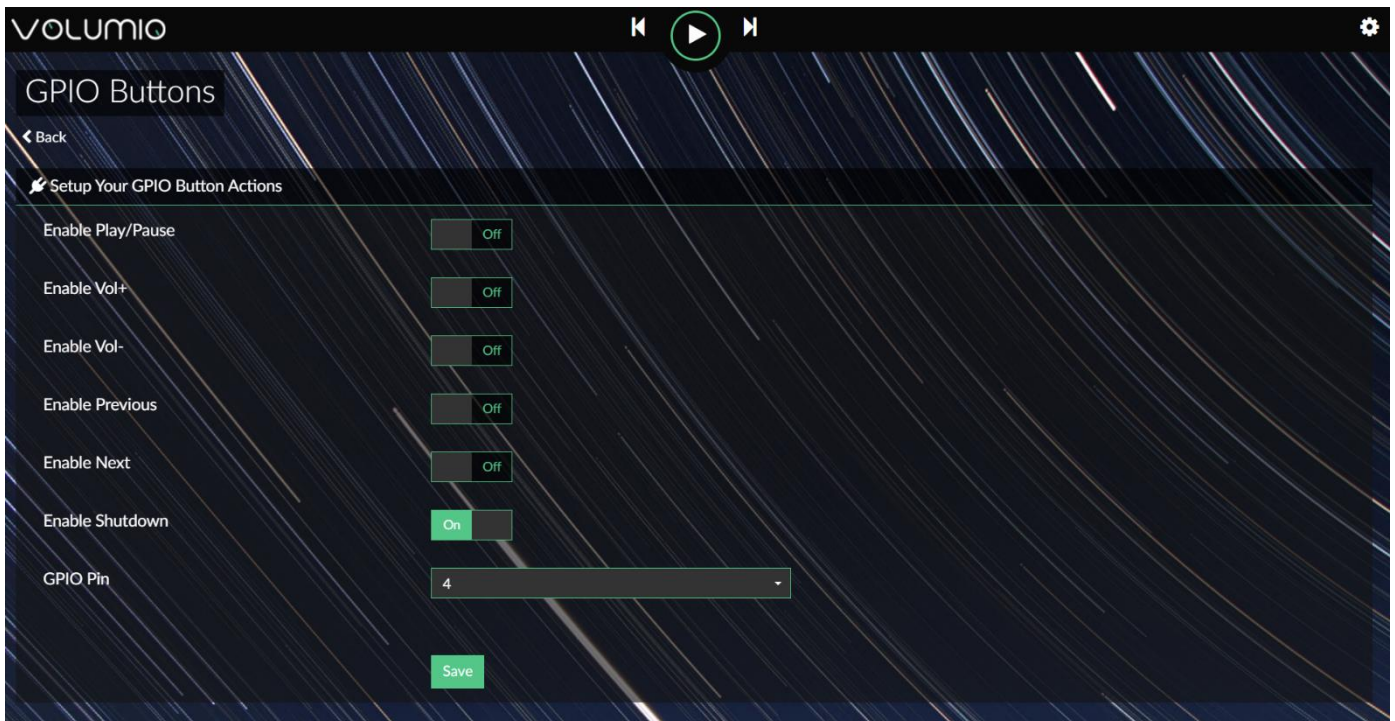 VOLUMIO
GPIO Buttons
Back
Setup Your GPIO Button Actions
Enable Play/Pause
Off
Enable Vol+
Off
Enable Vol-
Off
Enable Previous
Off
Enable Next
Off
Enable Shutdown
On
GPIO Pin
4
Save